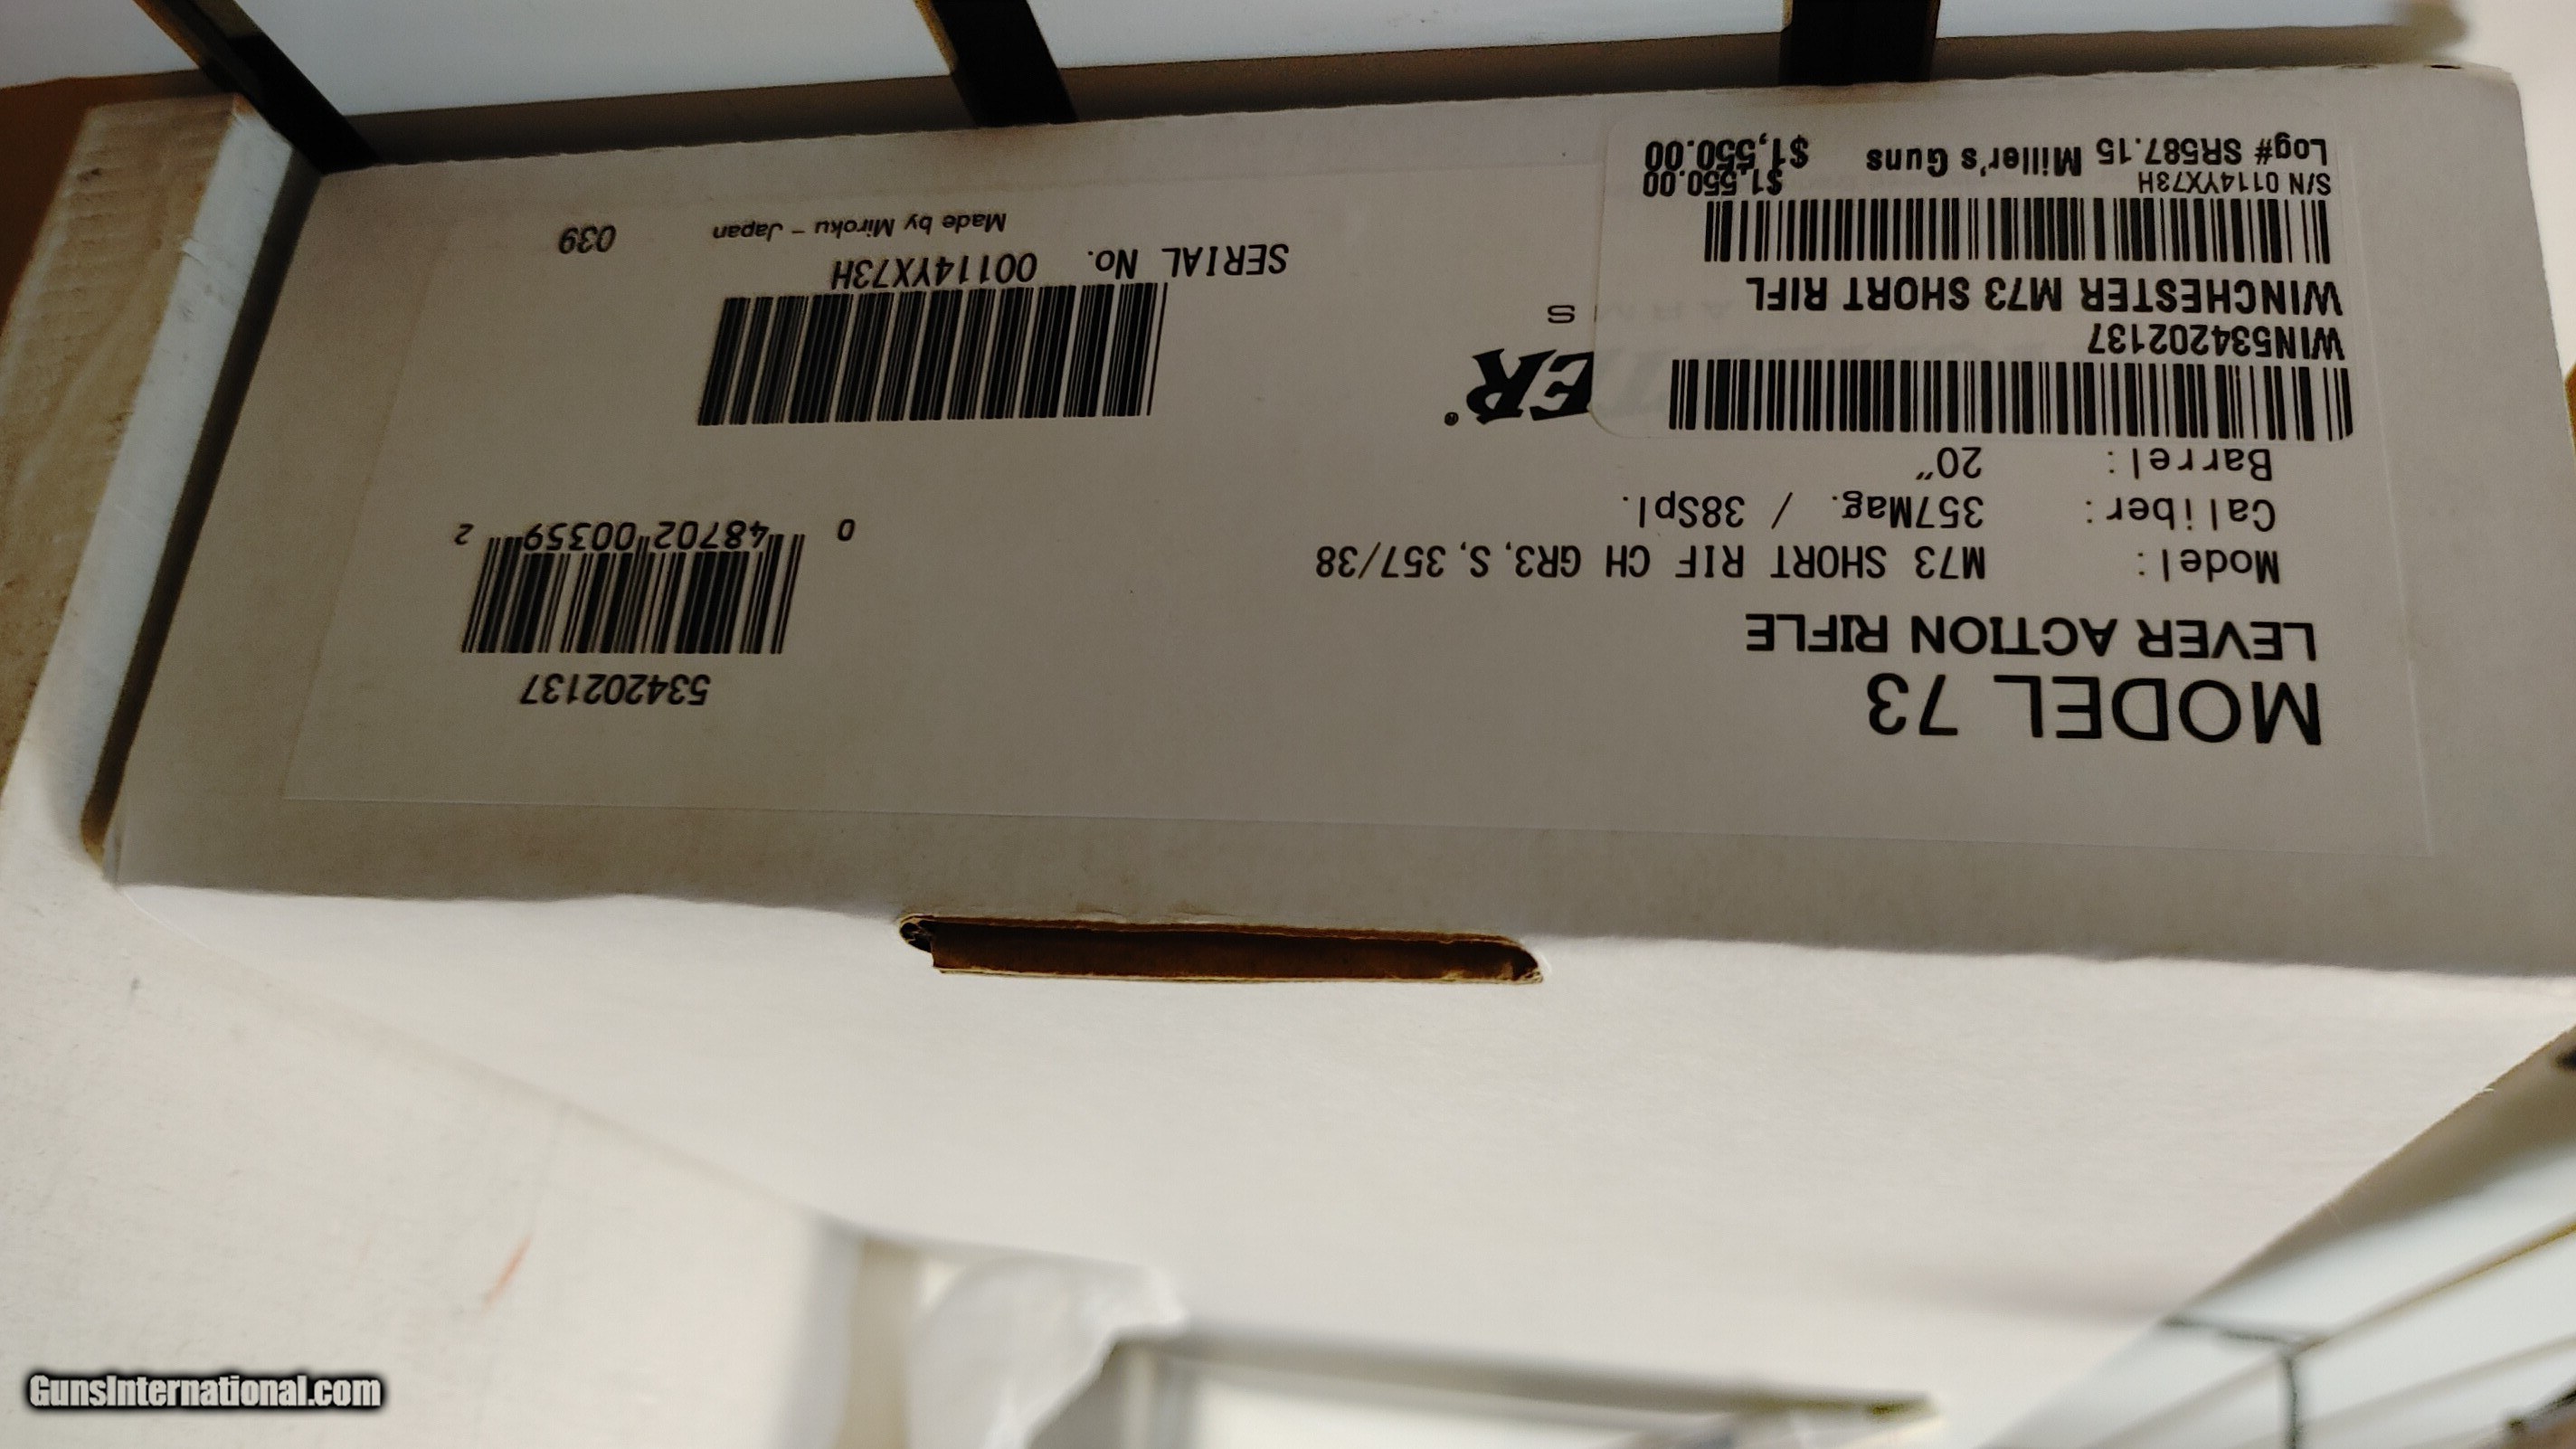 MODEL 73
LEVER ACTION RIFLE
Model: M73 SHORT RIF CH GR3, S, 357/38
Caliber: 357Mag. / 38Spl.
Barrel: 20"
WIN534202137
WINCHESTER M73 SHORT RIFL
S/N 0114YX73H $1,550.00
Log# SR587.15 Miller's Guns $1,550.00
ER®
S
534202137
0 48702 00359 2
SERIAL No. 00114YX73H
Made by Miroku - Japan 039
GunsInternational.com